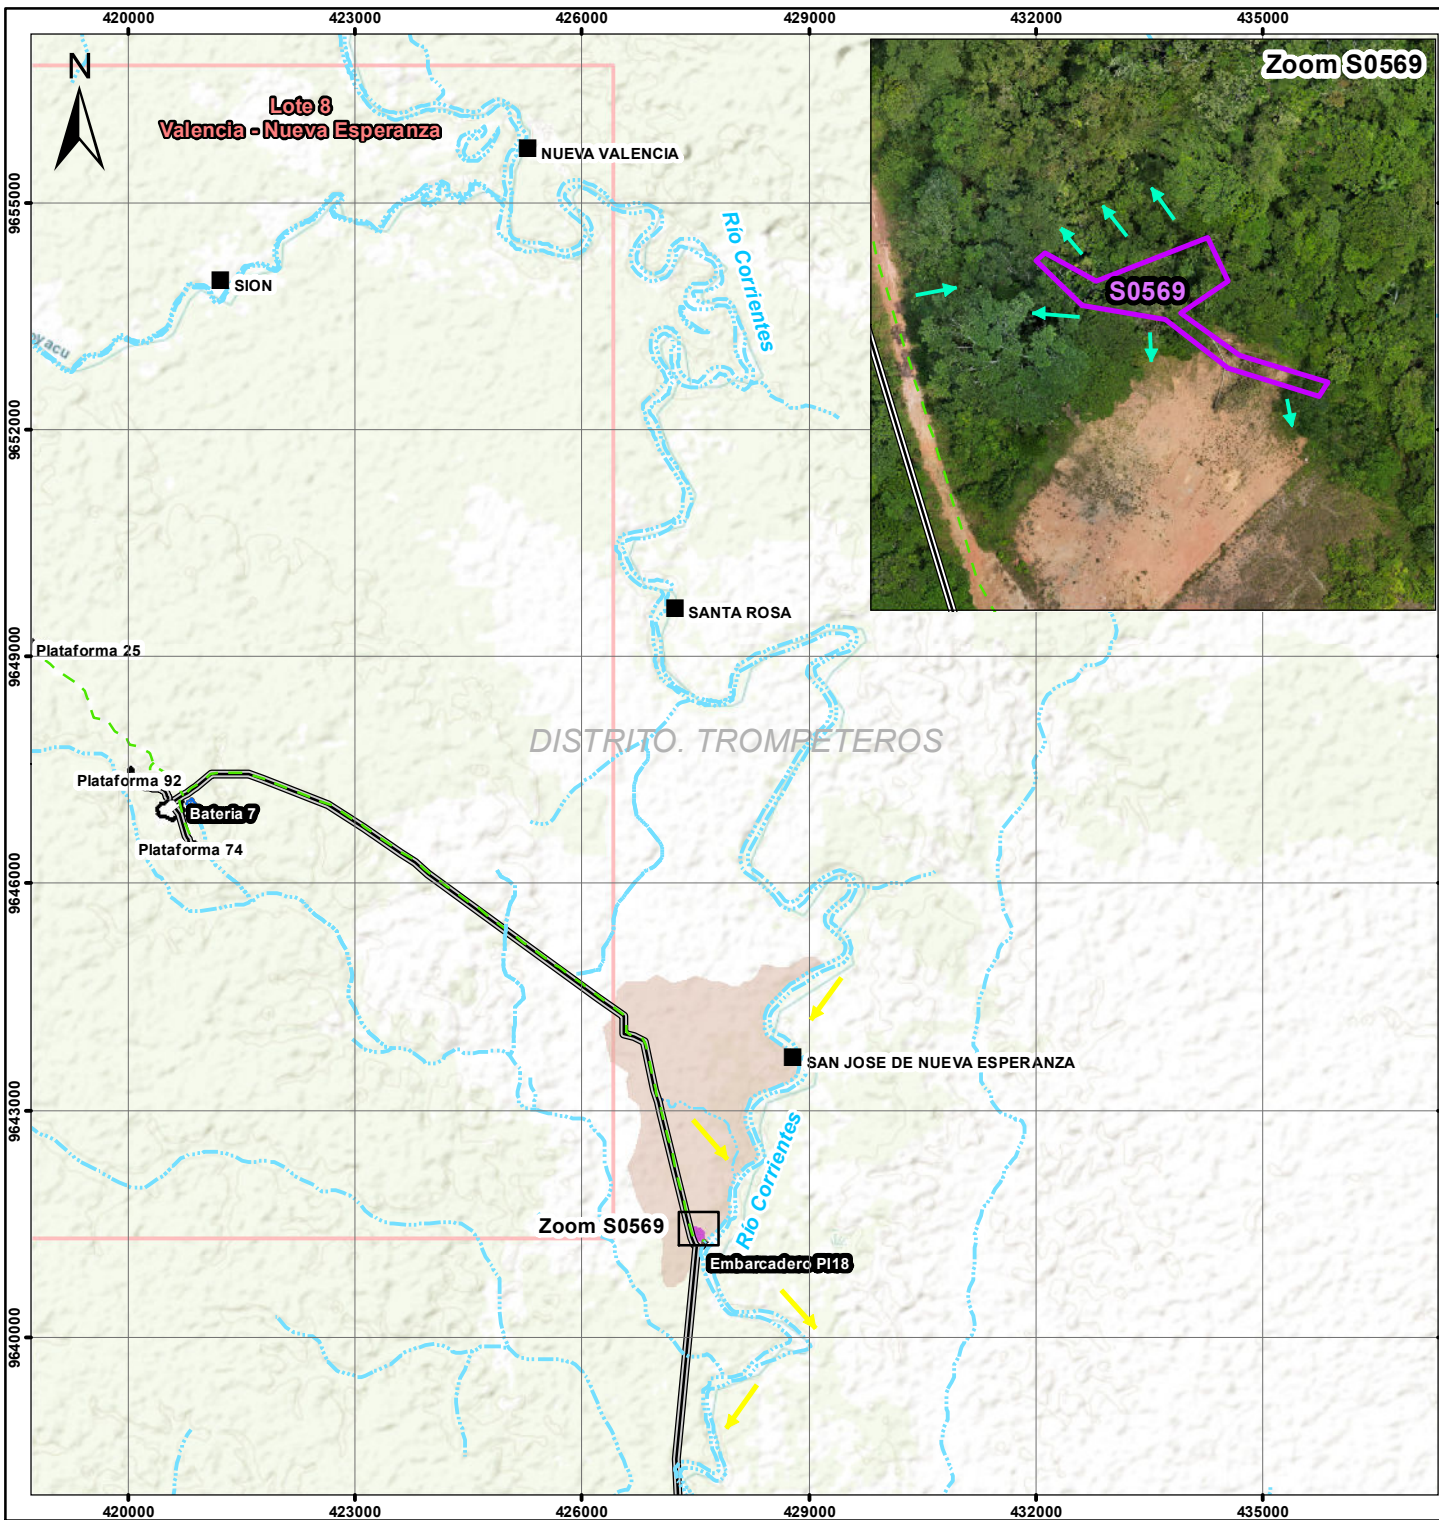 420000
423000
426000
429000
432000
435000
N
Zoom S0569
Lote 8
Valencia - Nueva Esperanza
NUEVA VALENCIA
9655000
Río Corrientes
SION
S0569
9652000
SANTA ROSA
9649000
Plataforma 25
DISTRITO. TROMPETEROS
Plataforma 92
Bateria 7
Plataforma 74
9646000
SAN JOSE DE NUEVA ESPERANZA
9643000
Río Corrientes
Zoom S0569
Embarcadero Pl18
9640000
420000
423000
426000
429000
432000
435000